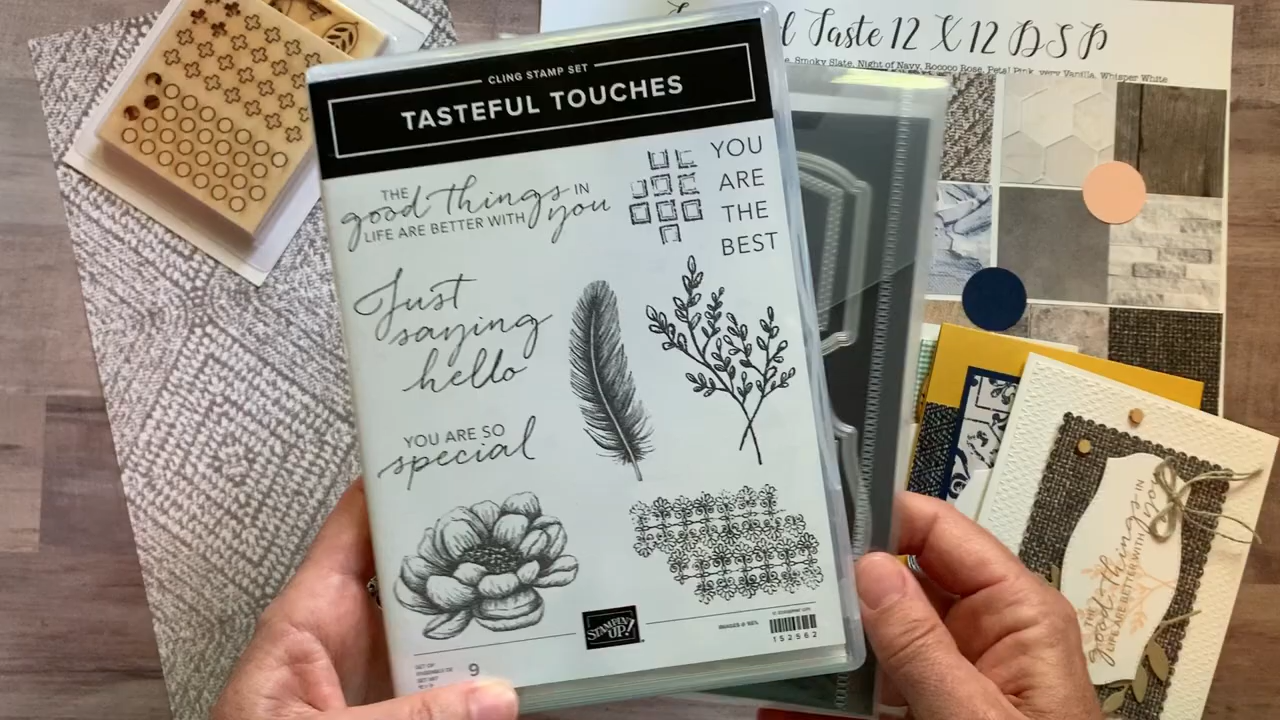 l Taste 12 X 12 DSP
Smoky Slate, Night of Navy, Rococo Rose, Petal Pink, very Vanilla, Whisper White
CLING STAMP SET
TASTEFUL TOUCHES
THE
good things IN
LIFE ARE BETTER WITH you
YOU
ARE
THE
BEST
Just
saying
hello
YOU ARE SO
special
STAMPIN' UP!
152562
SET OF
9
THE
good things IN
LIFE ARE BETTER WITH you